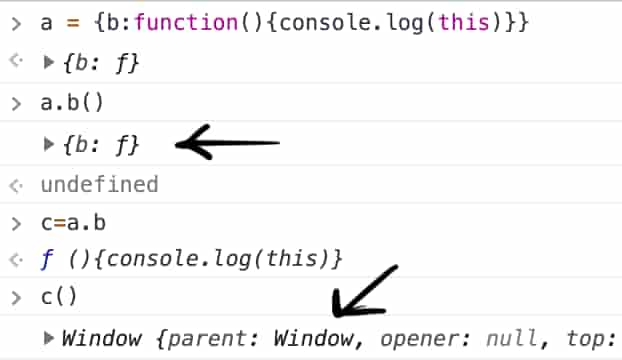 > a = {b:function(){console.log(this)}}
<· ▶{b: ƒ}
> a.b()
▶{b: ƒ}
<· undefined
> c=a.b
<· ƒ (){console.log(this)}
> c()
▶Window {parent: Window, opener: null, top: